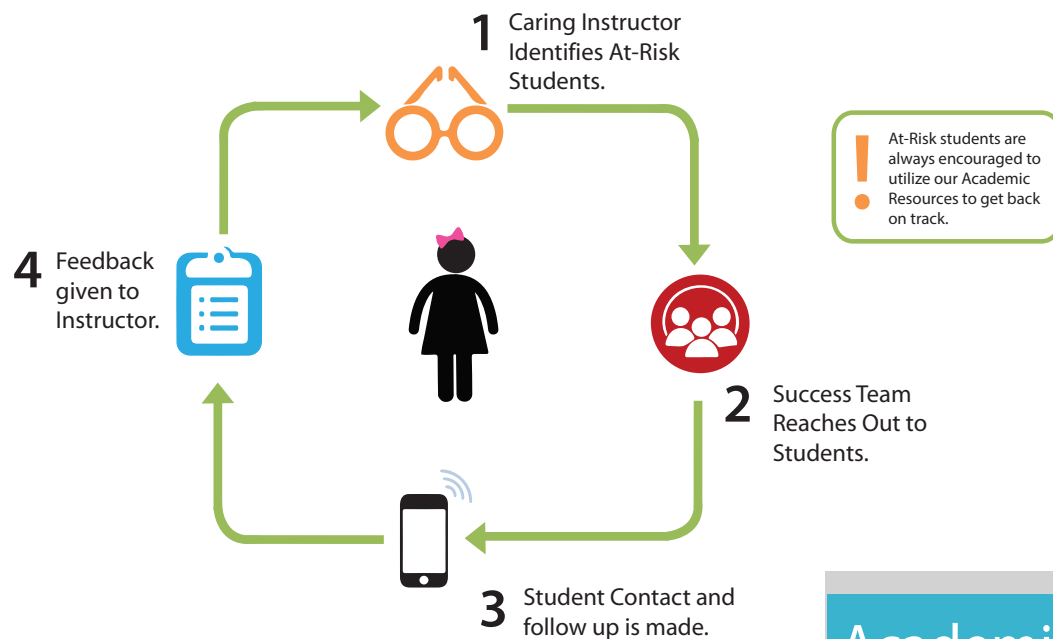 1
Caring Instructor
Identifies At-Risk
Students.
! At-Risk students are
always encouraged to
utilize our Academic
Resources to get back
on track.
4
Feedback
given to
Instructor.
2
Success Team
Reaches Out to
Students.
3
Student Contact and
follow up is made.